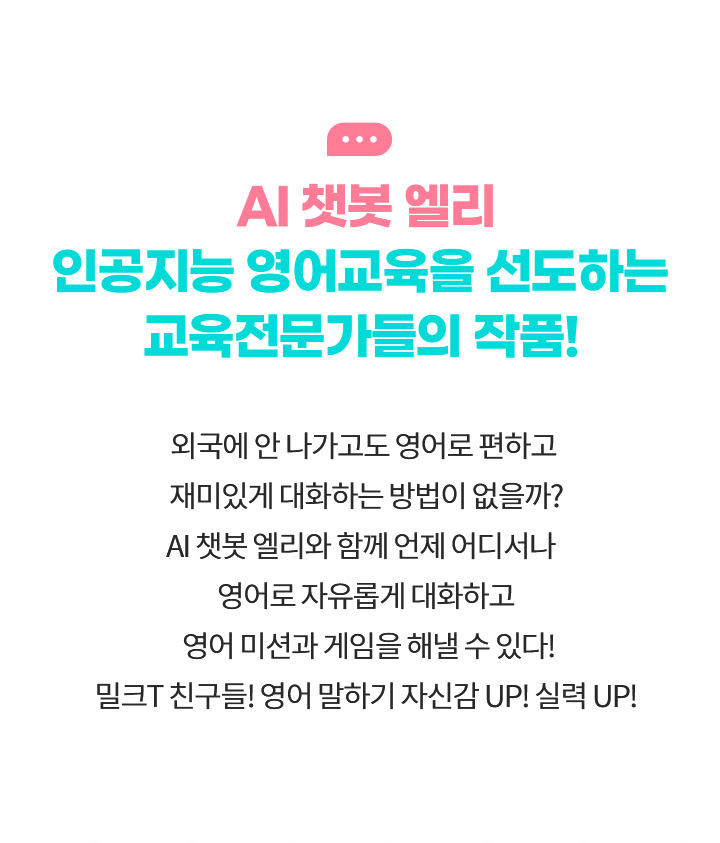 AI 챗봇 엘리
인공지능 영어교육을 선도하는
교육전문가들의 작품!
외국에 안 나가고도 영어로 편하고
재미있게 대화하는 방법이 없을까?
AI 챗봇 엘리와 함께 언제 어디서나
영어로 자유롭게 대화하고
영어 미션과 게임을 해낼 수 있다!
밀크T 친구들! 영어 말하기 자신감 UP! 실력 UP!